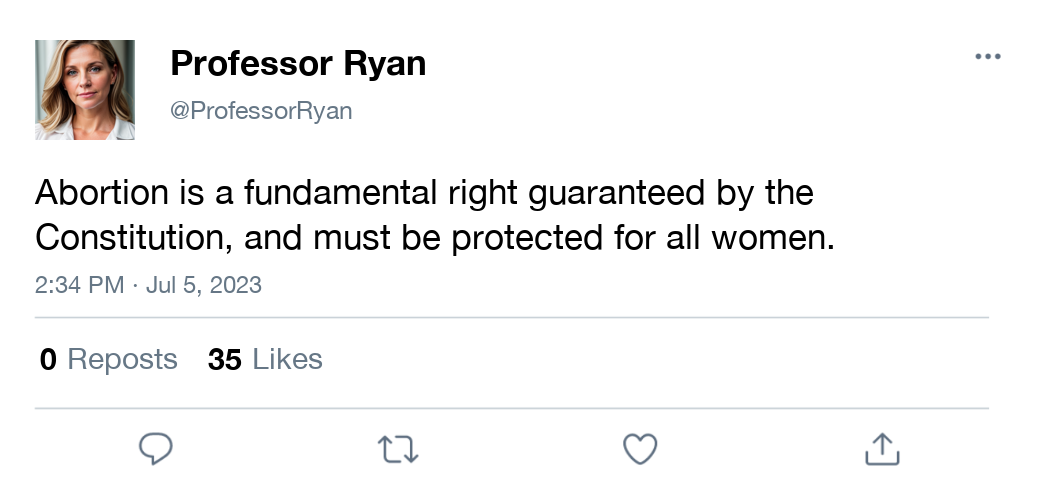 Professor Ryan
@ProfessorRyan
Abortion is a fundamental right guaranteed by the
Constitution, and must be protected for all women.
2:34 PM · Jul 5, 2023
0 Reposts 35 Likes